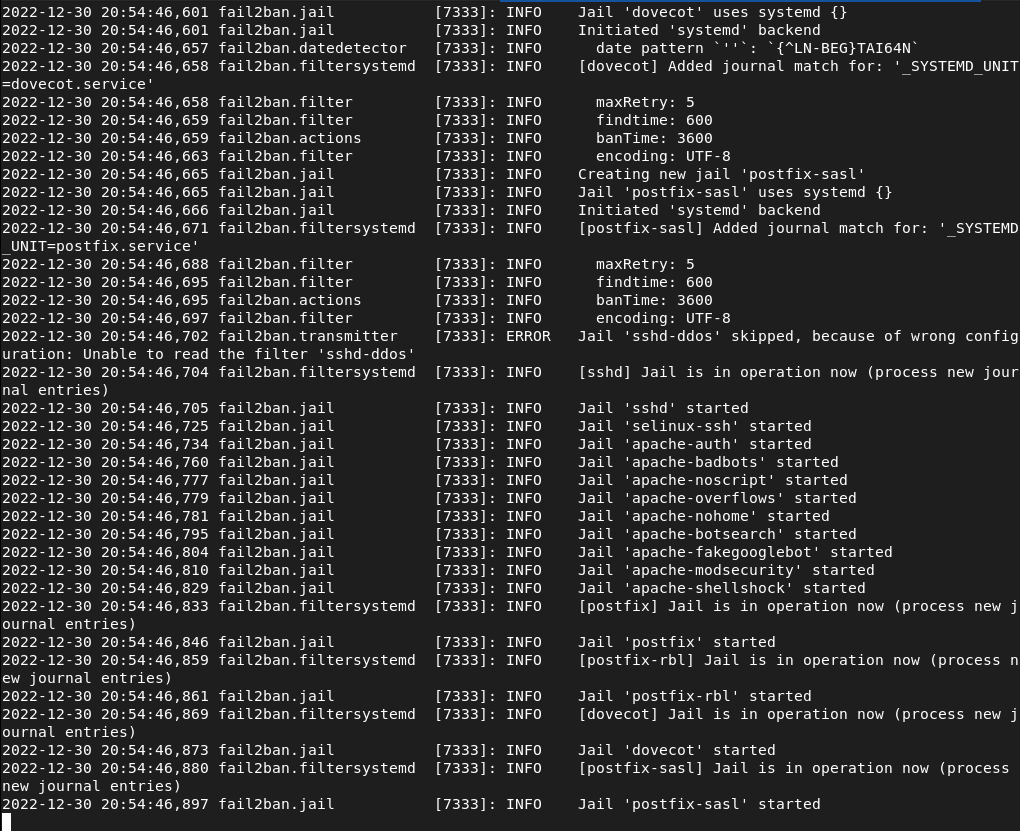 2022-12-30 20:54:46,601 fail2ban.jail           [7333]: INFO    Jail 'dovecot' uses systemd {}
2022-12-30 20:54:46,601 fail2ban.jail           [7333]: INFO    Initiated 'systemd' backend
2022-12-30 20:54:46,657 fail2ban.datedetector   [7333]: INFO      date pattern `''`: `{^LN-BEG}TAI64N`
2022-12-30 20:54:46,658 fail2ban.filtersystemd  [7333]: INFO    [dovecot] Added journal match for: '_SYSTEMD_UNIT
=dovecot.service'
2022-12-30 20:54:46,658 fail2ban.filter         [7333]: INFO      maxRetry: 5
2022-12-30 20:54:46,659 fail2ban.filter         [7333]: INFO      findtime: 600
2022-12-30 20:54:46,659 fail2ban.actions        [7333]: INFO      banTime: 3600
2022-12-30 20:54:46,663 fail2ban.filter         [7333]: INFO      encoding: UTF-8
2022-12-30 20:54:46,665 fail2ban.jail           [7333]: INFO    Creating new jail 'postfix-sasl'
2022-12-30 20:54:46,665 fail2ban.jail           [7333]: INFO    Jail 'postfix-sasl' uses systemd {}
2022-12-30 20:54:46,666 fail2ban.jail           [7333]: INFO    Initiated 'systemd' backend
2022-12-30 20:54:46,671 fail2ban.filtersystemd  [7333]: INFO    [postfix-sasl] Added journal match for: '_SYSTEMD
_UNIT=postfix.service'
2022-12-30 20:54:46,688 fail2ban.filter         [7333]: INFO      maxRetry: 5
2022-12-30 20:54:46,695 fail2ban.filter         [7333]: INFO      findtime: 600
2022-12-30 20:54:46,695 fail2ban.actions        [7333]: INFO      banTime: 3600
2022-12-30 20:54:46,697 fail2ban.filter         [7333]: INFO      encoding: UTF-8
2022-12-30 20:54:46,702 fail2ban.transmitter    [7333]: ERROR   Jail 'sshd-ddos' skipped, because of wrong config
uration: Unable to read the filter 'sshd-ddos'
2022-12-30 20:54:46,704 fail2ban.filtersystemd  [7333]: INFO    [sshd] Jail is in operation now (process new jour
nal entries)
2022-12-30 20:54:46,705 fail2ban.jail           [7333]: INFO    Jail 'sshd' started
2022-12-30 20:54:46,725 fail2ban.jail           [7333]: INFO    Jail 'selinux-ssh' started
2022-12-30 20:54:46,734 fail2ban.jail           [7333]: INFO    Jail 'apache-auth' started
2022-12-30 20:54:46,760 fail2ban.jail           [7333]: INFO    Jail 'apache-badbots' started
2022-12-30 20:54:46,777 fail2ban.jail           [7333]: INFO    Jail 'apache-noscript' started
2022-12-30 20:54:46,779 fail2ban.jail           [7333]: INFO    Jail 'apache-overflows' started
2022-12-30 20:54:46,781 fail2ban.jail           [7333]: INFO    Jail 'apache-nohome' started
2022-12-30 20:54:46,795 fail2ban.jail           [7333]: INFO    Jail 'apache-botsearch' started
2022-12-30 20:54:46,804 fail2ban.jail           [7333]: INFO    Jail 'apache-fakegooglebot' started
2022-12-30 20:54:46,810 fail2ban.jail           [7333]: INFO    Jail 'apache-modsecurity' started
2022-12-30 20:54:46,829 fail2ban.jail           [7333]: INFO    Jail 'apache-shellshock' started
2022-12-30 20:54:46,833 fail2ban.filtersystemd  [7333]: INFO    [postfix] Jail is in operation now (process new j
ournal entries)
2022-12-30 20:54:46,846 fail2ban.jail           [7333]: INFO    Jail 'postfix' started
2022-12-30 20:54:46,859 fail2ban.filtersystemd  [7333]: INFO    [postfix-rbl] Jail is in operation now (process n
ew journal entries)
2022-12-30 20:54:46,861 fail2ban.jail           [7333]: INFO    Jail 'postfix-rbl' started
2022-12-30 20:54:46,869 fail2ban.filtersystemd  [7333]: INFO    [dovecot] Jail is in operation now (process new j
ournal entries)
2022-12-30 20:54:46,873 fail2ban.jail           [7333]: INFO    Jail 'dovecot' started
2022-12-30 20:54:46,880 fail2ban.filtersystemd  [7333]: INFO    [postfix-sasl] Jail is in operation now (process
new journal entries)
2022-12-30 20:54:46,897 fail2ban.jail           [7333]: INFO    Jail 'postfix-sasl' started